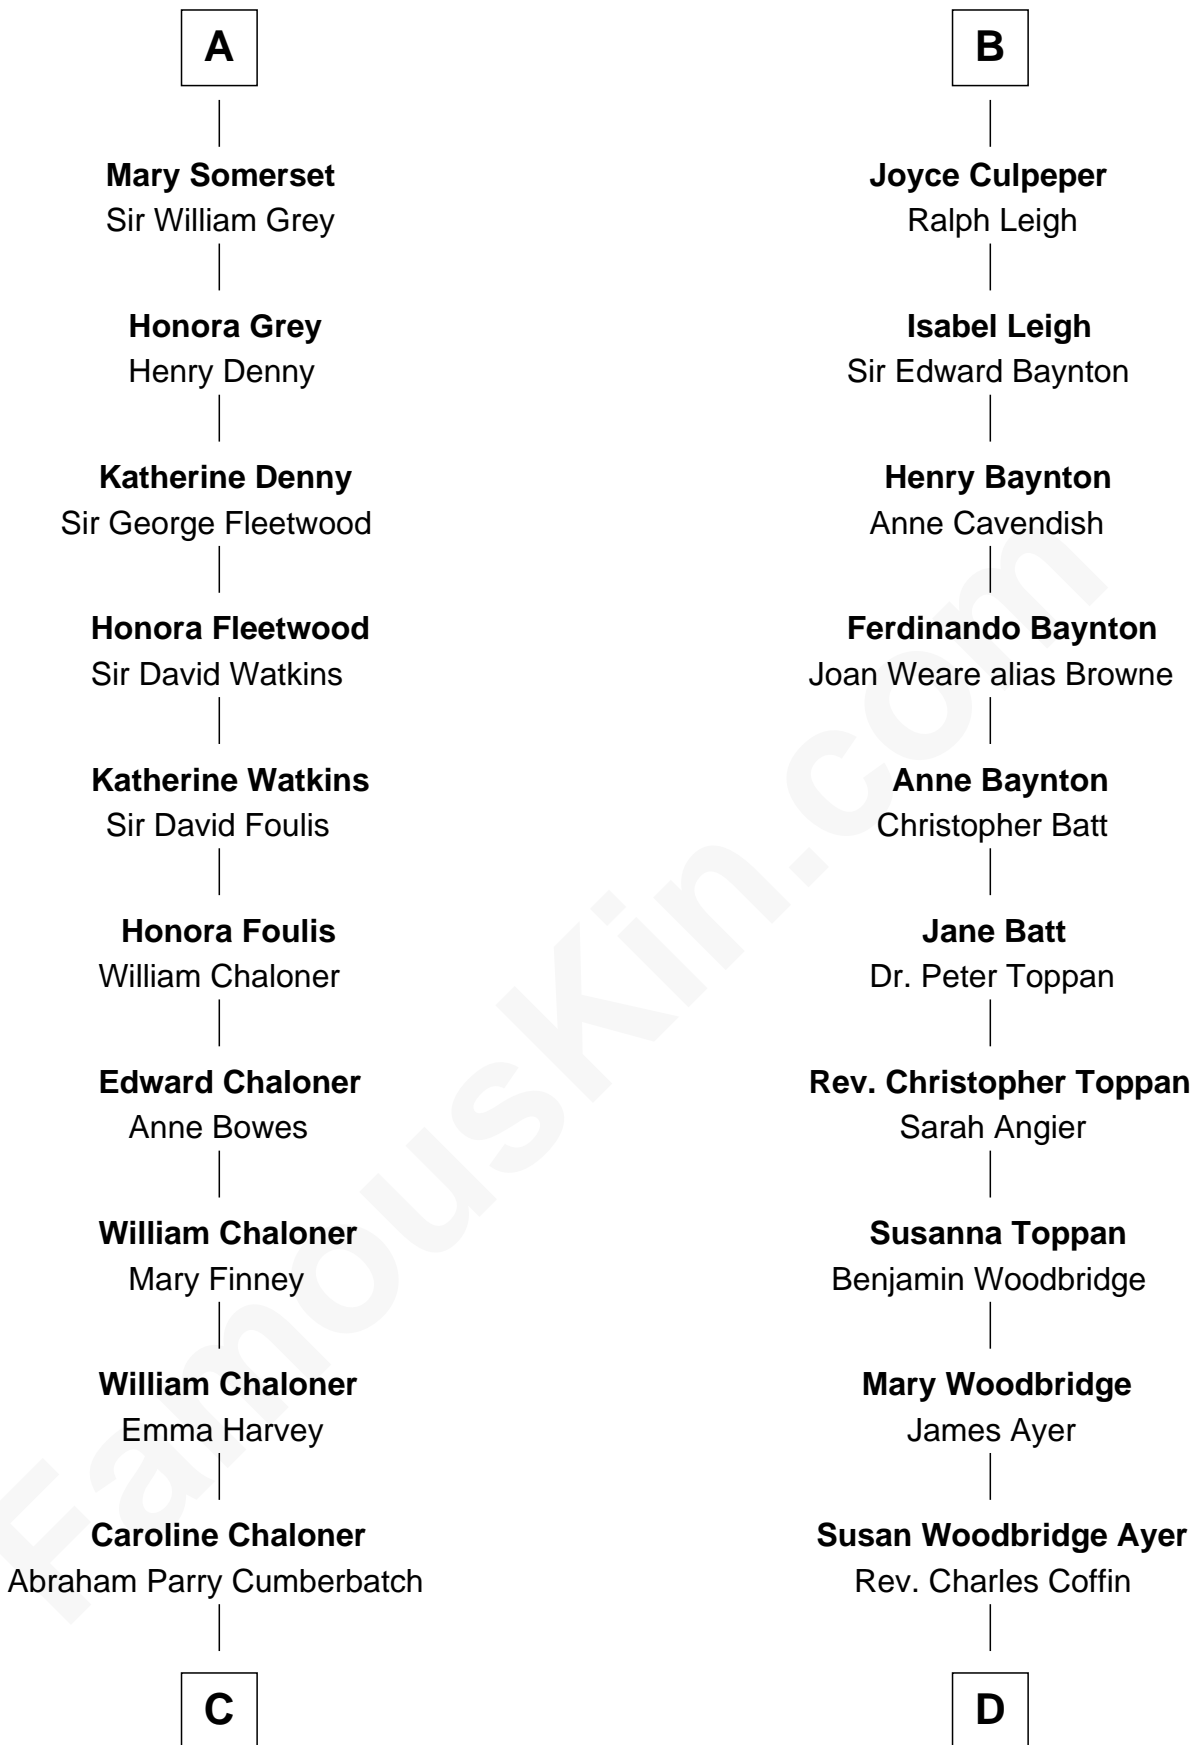 A
Mary Somerset
Sir William Grey
Honora Grey
Henry Denny
Katherine Denny
Sir George Fleetwood
Honora Fleetwood
Sir David Watkins
Katherine Watkins
Sir David Foulis
Honora Foulis
William Chaloner
Edward Chaloner
Anne Bowes
William Chaloner
Mary Finney
William Chaloner
Emma Harvey
Caroline Chaloner
Abraham Parry Cumberbatch
C
B
Joyce Culpeper
Ralph Leigh
Isabel Leigh
Sir Edward Baynton
Henry Baynton
Anne Cavendish
Ferdinando Baynton
Joan Weare alias Browne
Anne Baynton
Christopher Batt
Jane Batt
Dr. Peter Toppan
Rev. Christopher Toppan
Sarah Angier
Susanna Toppan
Benjamin Woodbridge
Mary Woodbridge
James Ayer
Susan Woodbridge Ayer
Rev. Charles Coffin
D
FamousKin.com